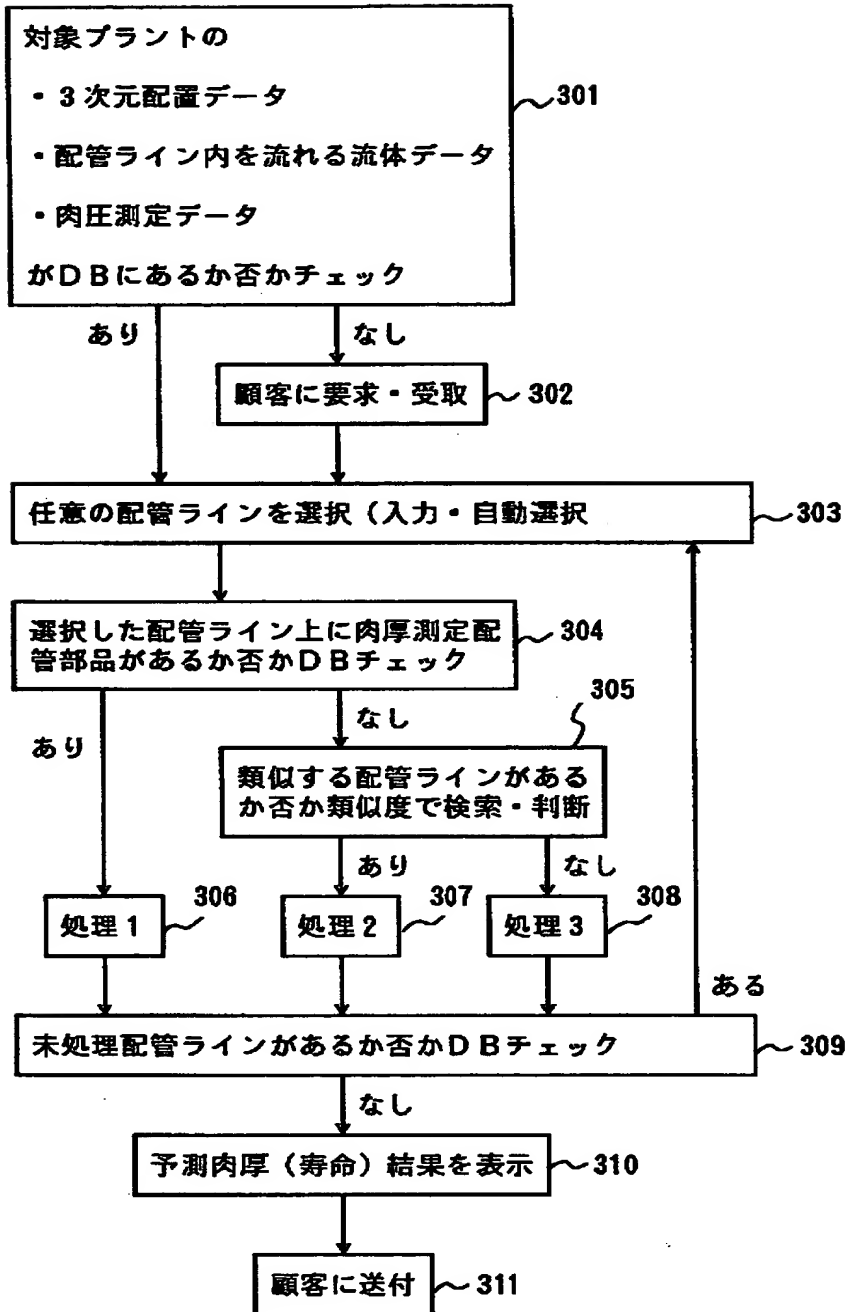 対象プラントの
・3次元配置データ
・配管ライン内を流れる流体データ
・肉圧測定データ
がDBにあるか否かチェック
301
あり
なし
顧客に要求・受取
302
任意の配管ラインを選択(入力・自動選択
303
選択した配管ライン上に肉厚測定配
管部品があるか否かDBチェック
304
あり
なし
305
類似する配管ラインがある
か否か類似度で検索・判断
あり
なし
処理1
306
処理2
307
処理3
308
ある
未処理配管ラインがあるか否かDBチェック
309
なし
予測肉厚(寿命)結果を表示
310
顧客に送付
311